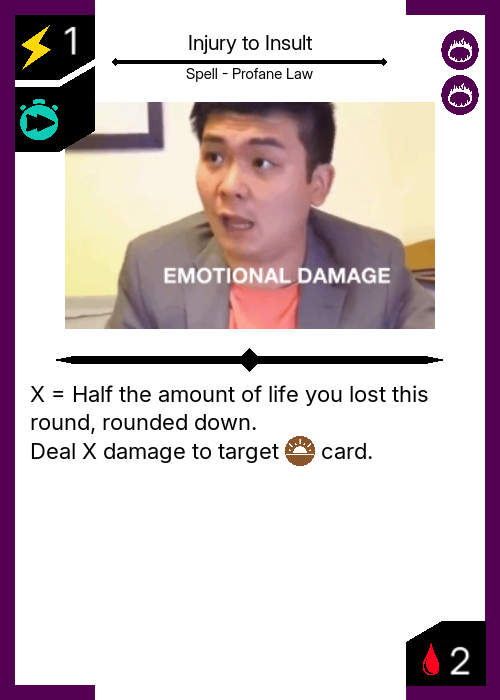 1
Injury to Insult
Spell - Profane Law
EMOTIONAL DAMAGE
X = Half the amount of life you lost this
round, rounded down.
Deal X damage to target card.
2